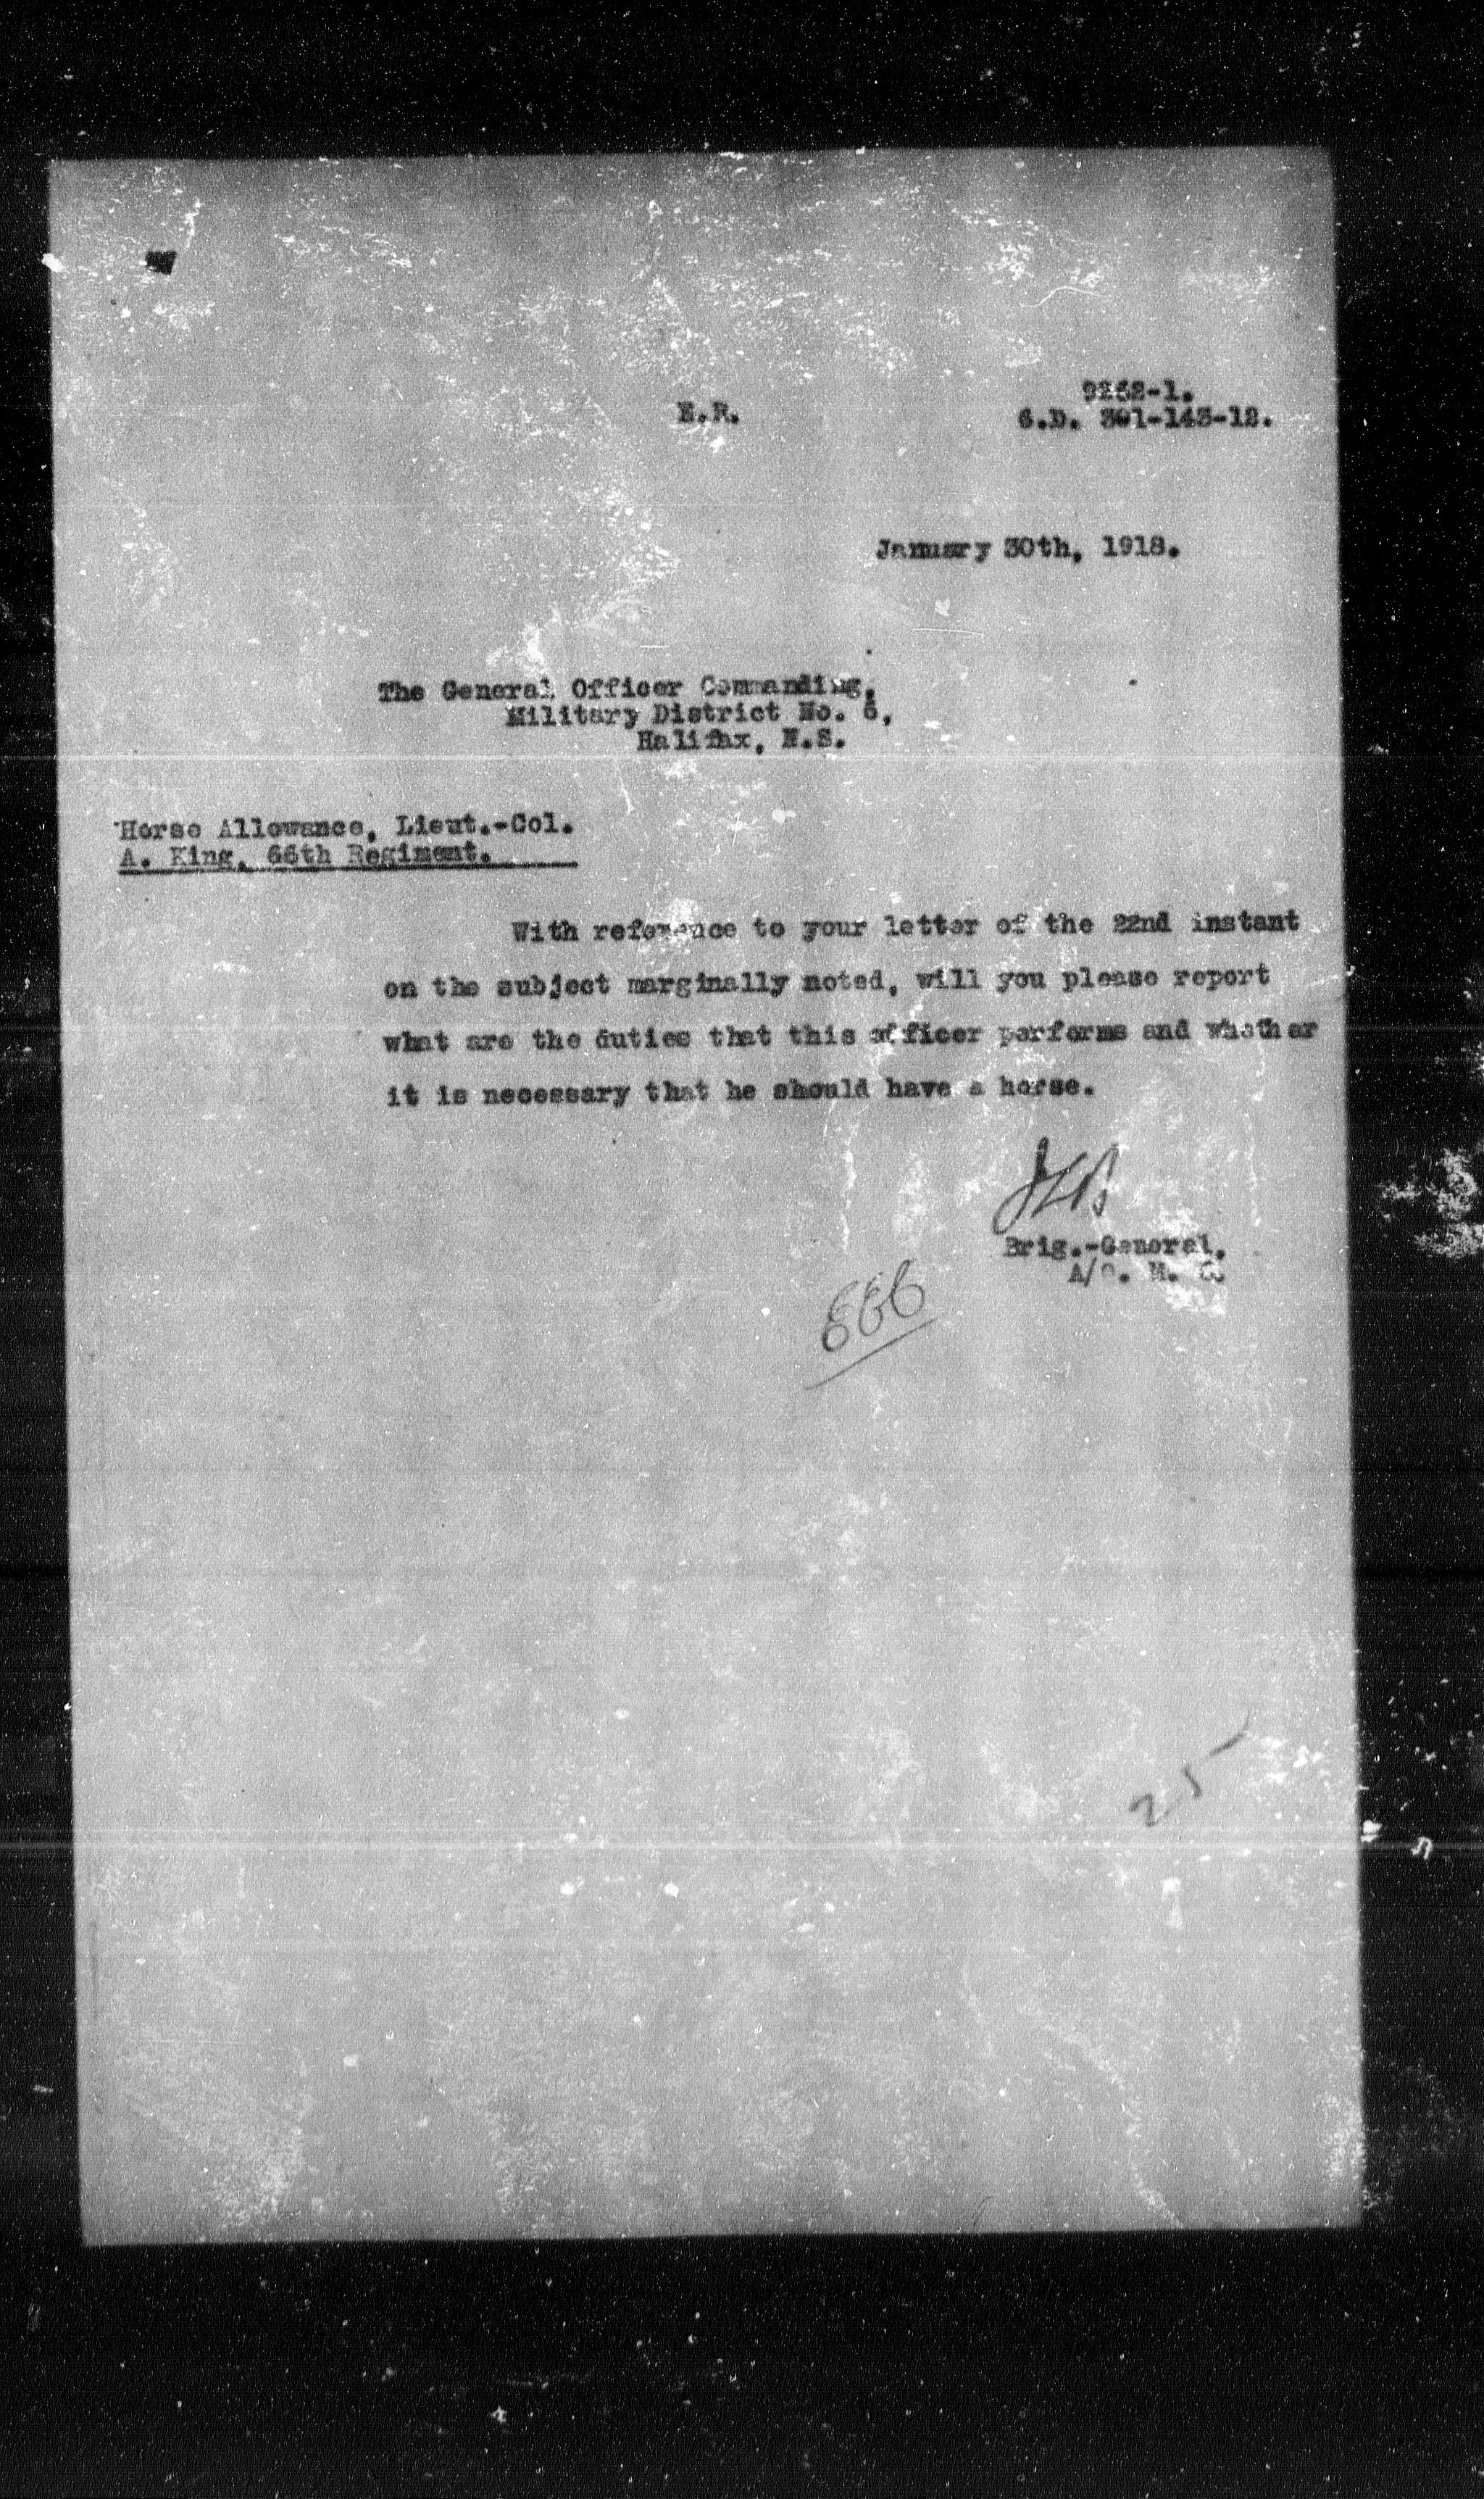 9262-1.
E.R.
6.D. 301-143-12.
January 30th, 1918.
The General Officer Commanding,
Military District No. 6,
Halifax, N.S.
Horse Allowance, Lieut.-Col.
A. King, 66th Regiment.
With reference to your letter of the 22nd instant
on the subject marginally noted, will you please report
what are the duties that this officer performs and whether
it is necessary that he should have a horse.
Brig.-General,
A/Q. M. G.
25